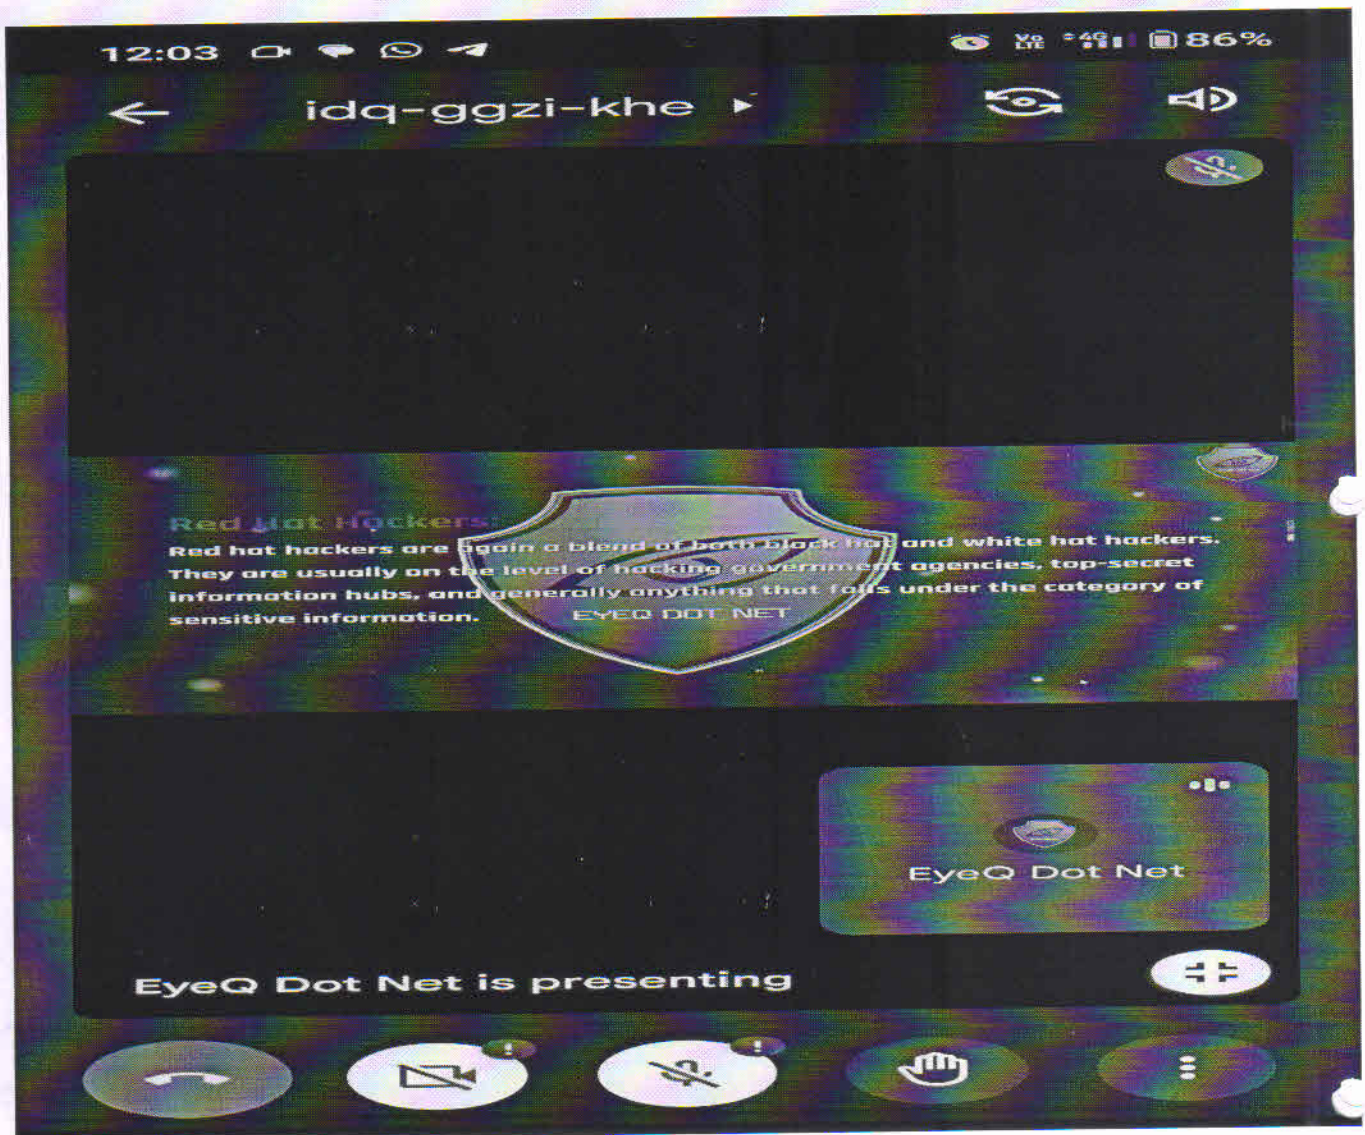 12:03
Vo LTE 4G 86%
idq-ggzi-khe
Red Hat Hackers:
Red hat hackers are again a blend of both black hat and white hat hackers.
They are usually on the level of hacking government agencies, top-secret
information hubs, and generally anything that falls under the category of
sensitive information.
EYEQ DOT NET
EyeQ Dot Net
EyeQ Dot Net is presenting